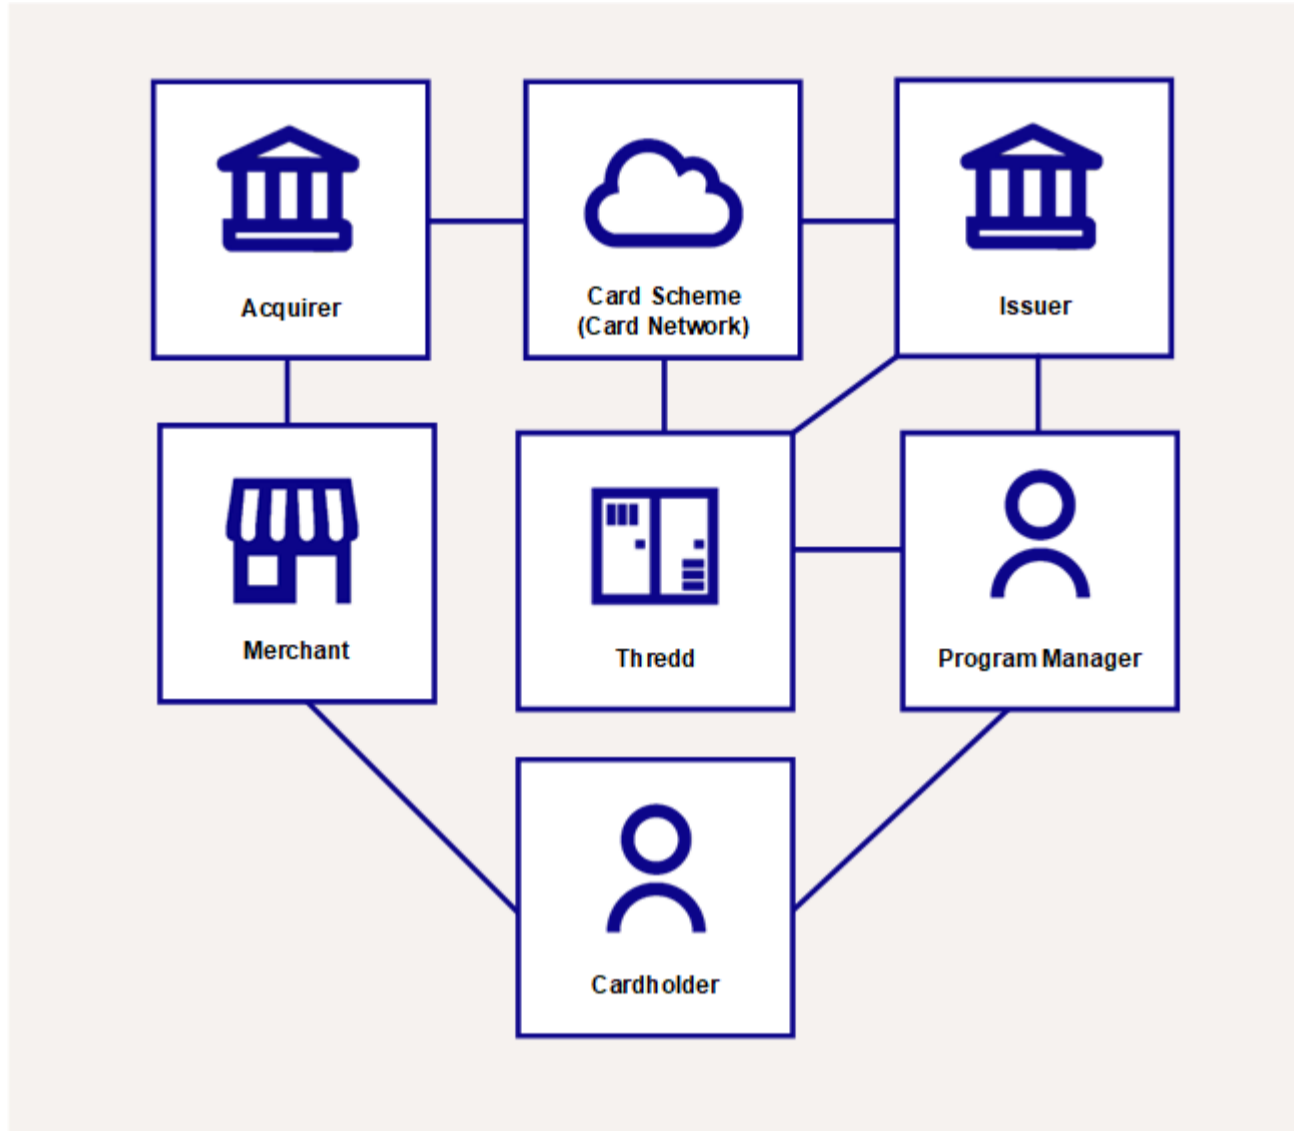 Acquirer
Card Scheme
(Card Network)
Issuer
Merchant
Thredd
Program Manager
Cardholder